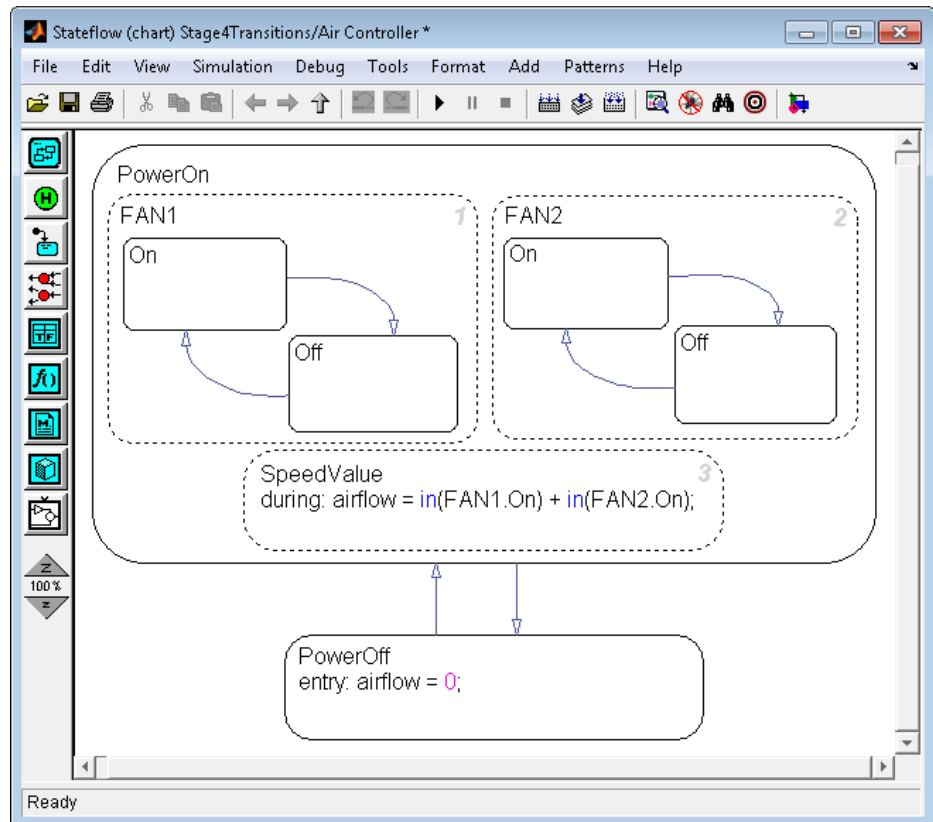 Stateflow (chart) Stage4Transitions/Air Controller *
File Edit View Simulation Debug Tools Format Add Patterns Help
PowerOn
FAN1 1
FAN2 2
On
On
Off
Off
SpeedValue 3
during: airflow = in(FAN1.On) + in(FAN2.On);
PowerOff
entry: airflow = 0;
H
TF
f()
M
Z
100 %
z
Ready